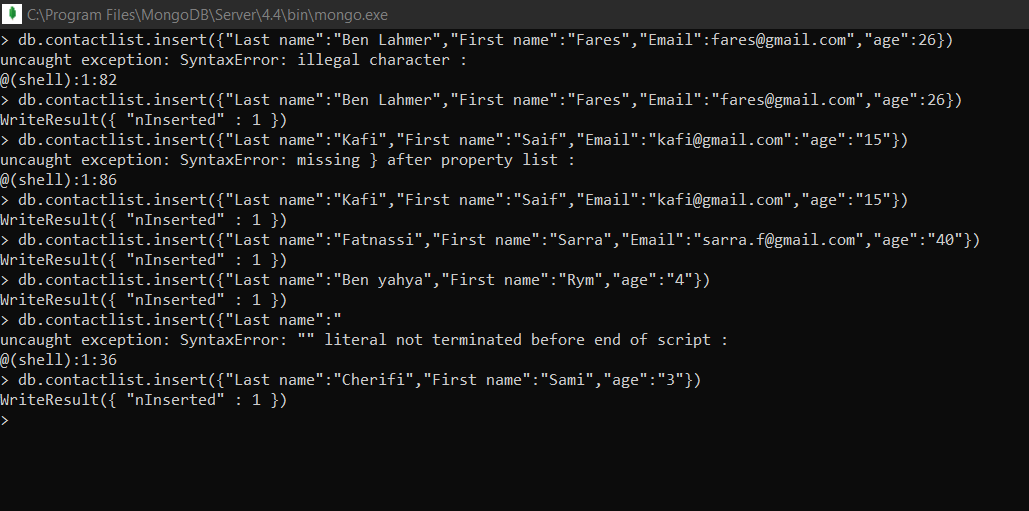 C:\Program Files\MongoDB\Server\4.4\bin\mongo.exe
> db.contactlist.insert({"Last name":"Ben Lahmer","First name":"Fares","Email":fares@gmail.com","age":26})
uncaught exception: SyntaxError: illegal character :
@(shell):1:82
> db.contactlist.insert({"Last name":"Ben Lahmer","First name":"Fares","Email":"fares@gmail.com","age":26})
WriteResult({ "nInserted" : 1 })
> db.contactlist.insert({"Last name":"Kafi","First name":"Saif","Email":"kafi@gmail.com":"age":"15"})
uncaught exception: SyntaxError: missing } after property list :
@(shell):1:86
> db.contactlist.insert({"Last name":"Kafi","First name":"Saif","Email":"kafi@gmail.com","age":"15"})
WriteResult({ "nInserted" : 1 })
> db.contactlist.insert({"Last name":"Fatnassi","First name":"Sarra","Email":"sarra.f@gmail.com","age":"40"})
WriteResult({ "nInserted" : 1 })
> db.contactlist.insert({"Last name":"Ben yahya","First name":"Rym","age":"4"})
WriteResult({ "nInserted" : 1 })
> db.contactlist.insert({"Last name":"
uncaught exception: SyntaxError: "" literal not terminated before end of script :
@(shell):1:36
> db.contactlist.insert({"Last name":"Cherifi","First name":"Sami","age":"3"})
WriteResult({ "nInserted" : 1 })
>